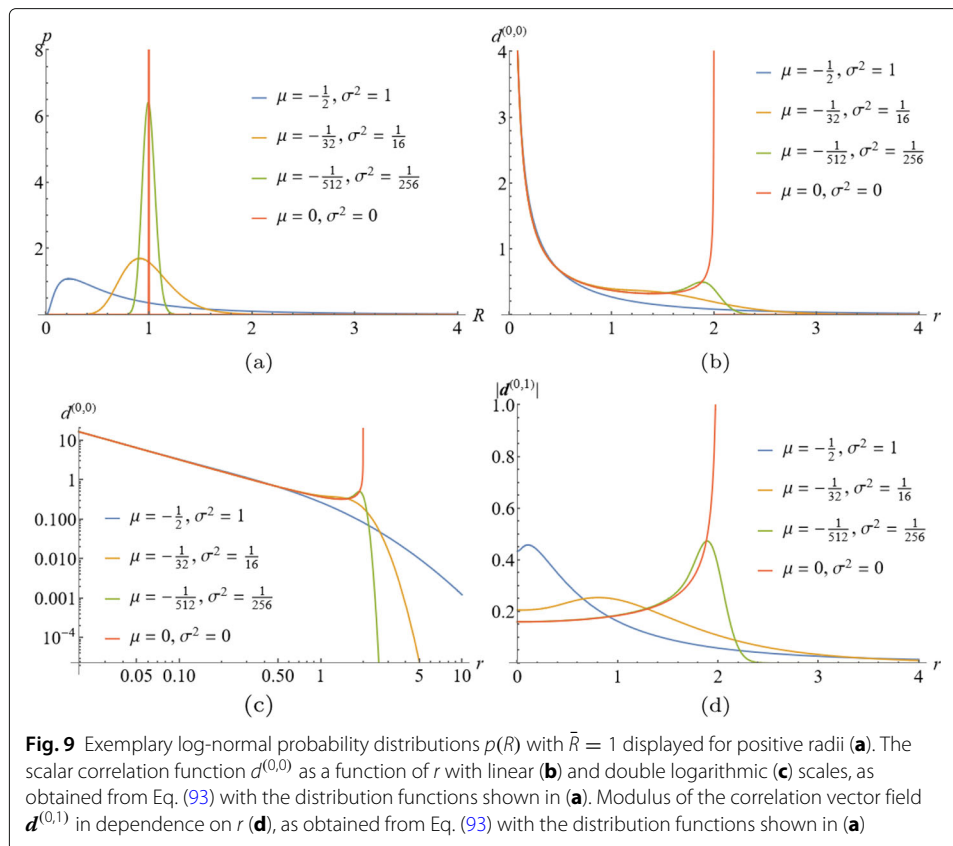 p
8
6
4
2
0
1
2
3
4
R
μ = −1/2, σ² = 1
μ = −1/32, σ² = 1/16
μ = −1/512, σ² = 1/256
μ = 0, σ² = 0
(a)
d^(0,0)
4
3
2
1
0
0
1
2
3
4
r
μ = −1/2, σ² = 1
μ = −1/32, σ² = 1/16
μ = −1/512, σ² = 1/256
μ = 0, σ² = 0
(b)
d^(0,0)
10
1
0.100
0.010
0.001
10⁻⁴
0.05
0.10
0.50
1
5
10
r
μ = −1/2, σ² = 1
μ = −1/32, σ² = 1/16
μ = −1/512, σ² = 1/256
μ = 0, σ² = 0
(c)
|d^(0,1)|
1.0
0.8
0.6
0.4
0.2
0
1
2
3
4
r
μ = −1/2, σ² = 1
μ = −1/32, σ² = 1/16
μ = −1/512, σ² = 1/256
μ = 0, σ² = 0
(d)
Fig. 9 Exemplary log-normal probability distributions p(R) with R̄ = 1 displayed for positive radii (a). The
scalar correlation function d^(0,0) as a function of r with linear (b) and double logarithmic (c) scales, as
obtained from Eq. (93) with the distribution functions shown in (a). Modulus of the correlation vector field
d^(0,1) in dependence on r (d), as obtained from Eq. (93) with the distribution functions shown in (a)